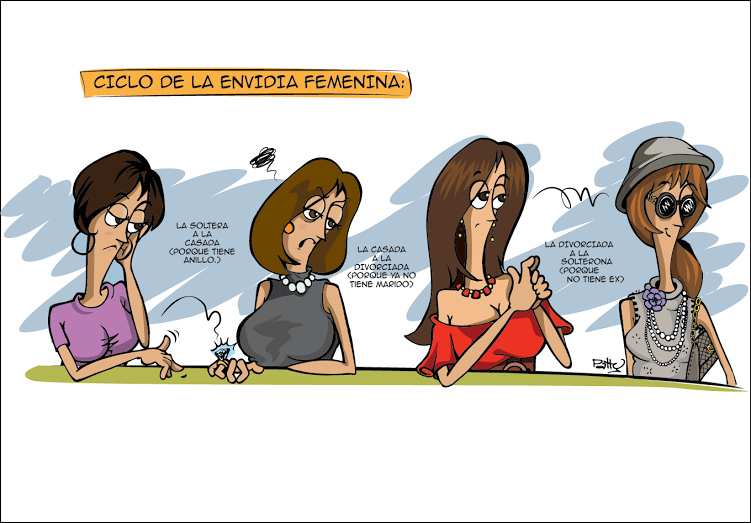 CICLO DE LA ENVIDIA FEMENINA:
LA SOLTERA
A LA
CASADA
(PORQUE TIENE
ANILLO.)
LA CASADA
A LA
DIVORCIADA
(PORQUE YA NO
TIENE MARIDO)
LA DIVORCIADA
A LA
SOLTERONA
(PORQUE
NO TIENE EX)